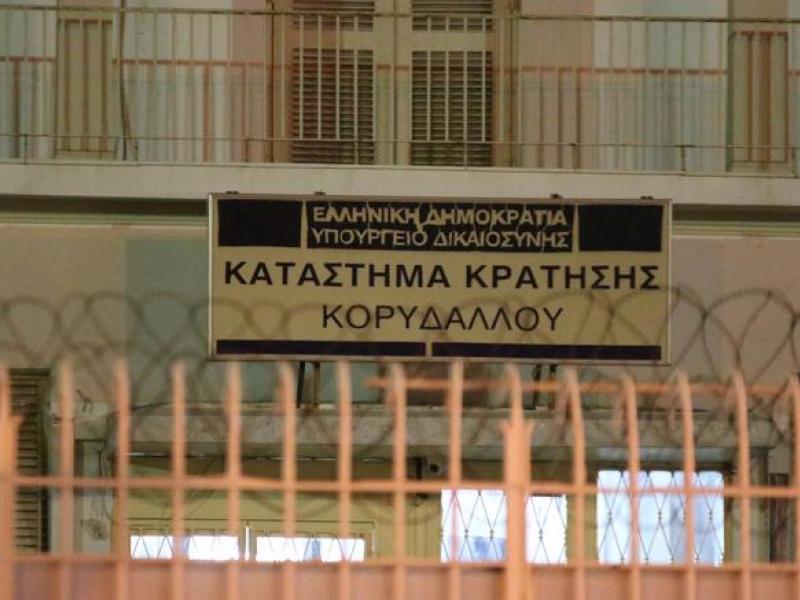 ΕΛΛΗΝΙΚΗ ΔΗΜΟΚΡΑΤΙΑ
ΥΠΟΥΡΓΕΙΟ ΔΙΚΑΙΟΣΥΝΗΣ
ΚΑΤΑΣΤΗΜΑ ΚΡΑΤΗΣΗΣ
ΚΟΡΥΔΑΛΛΟΥ